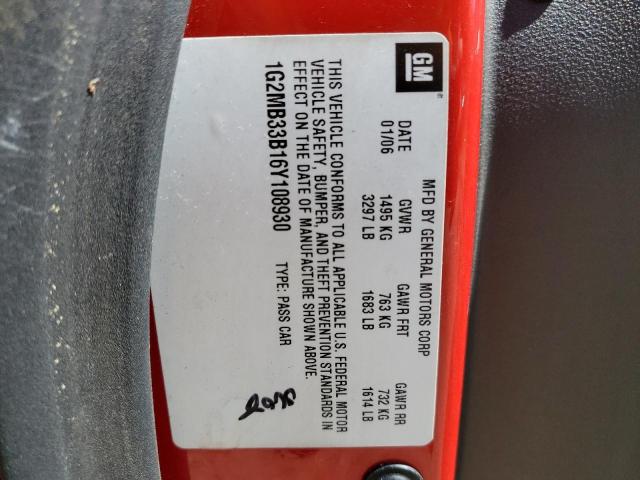 GM
MFD BY GENERAL MOTORS CORP
DATE GVWR GAWR FRT GAWR RR
01/06 1495 KG 763 KG 732 KG
3297 LB 1683 LB 1614 LB
THIS VEHICLE CONFORMS TO ALL APPLICABLE U.S. FEDERAL MOTOR
VEHICLE SAFETY, BUMPER, AND THEFT PREVENTION STANDARDS IN
EFFECT ON THE DATE OF MANUFACTURE SHOWN ABOVE.
1G2MB33B16Y108930 TYPE: PASS CAR